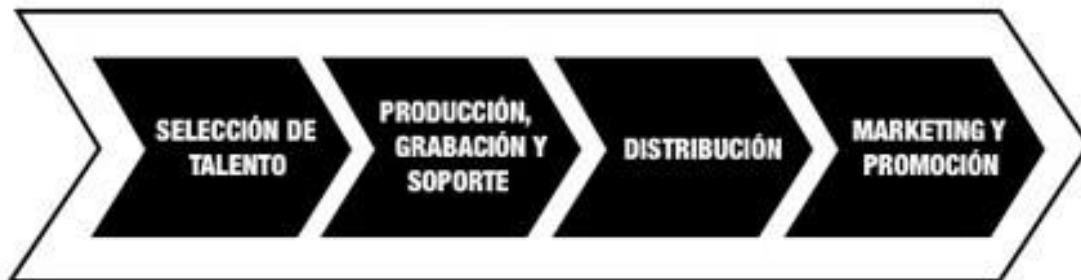 SELECCIÓN DE
TALENTO
PRODUCCIÓN,
GRABACIÓN Y
SOPORTE
DISTRIBUCIÓN
MARKETING Y
PROMOCIÓN